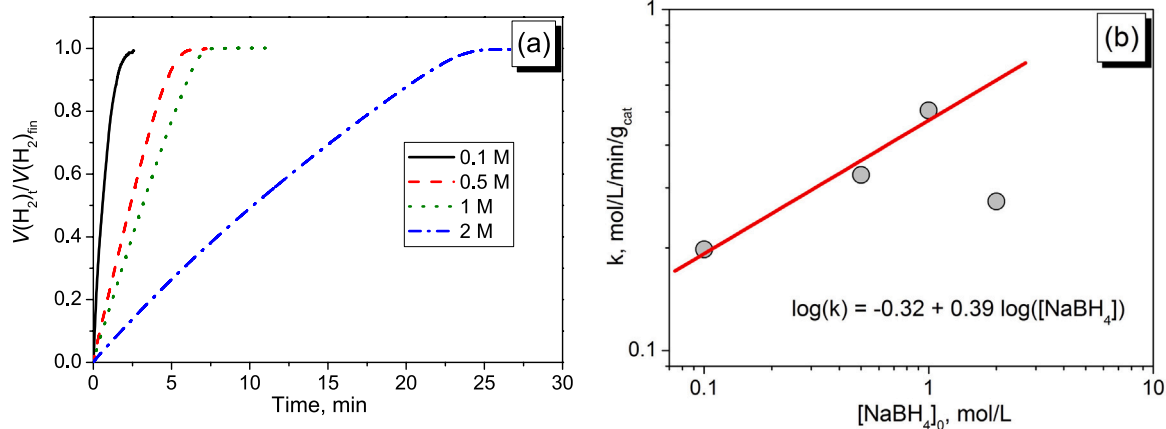 (a)
V(H₂)ₜ/V(H₂)fin
1.0
0.8
0.6
0.4
0.2
0.0
0.1 M
0.5 M
1 M
2 M
0 5 10 15 20 25 30
Time, min
(b)
k, mol/L/min/gcat
1
0.1
log(k) = -0.32 + 0.39 log([NaBH₄])
0.1 1 10
[NaBH₄]₀, mol/L